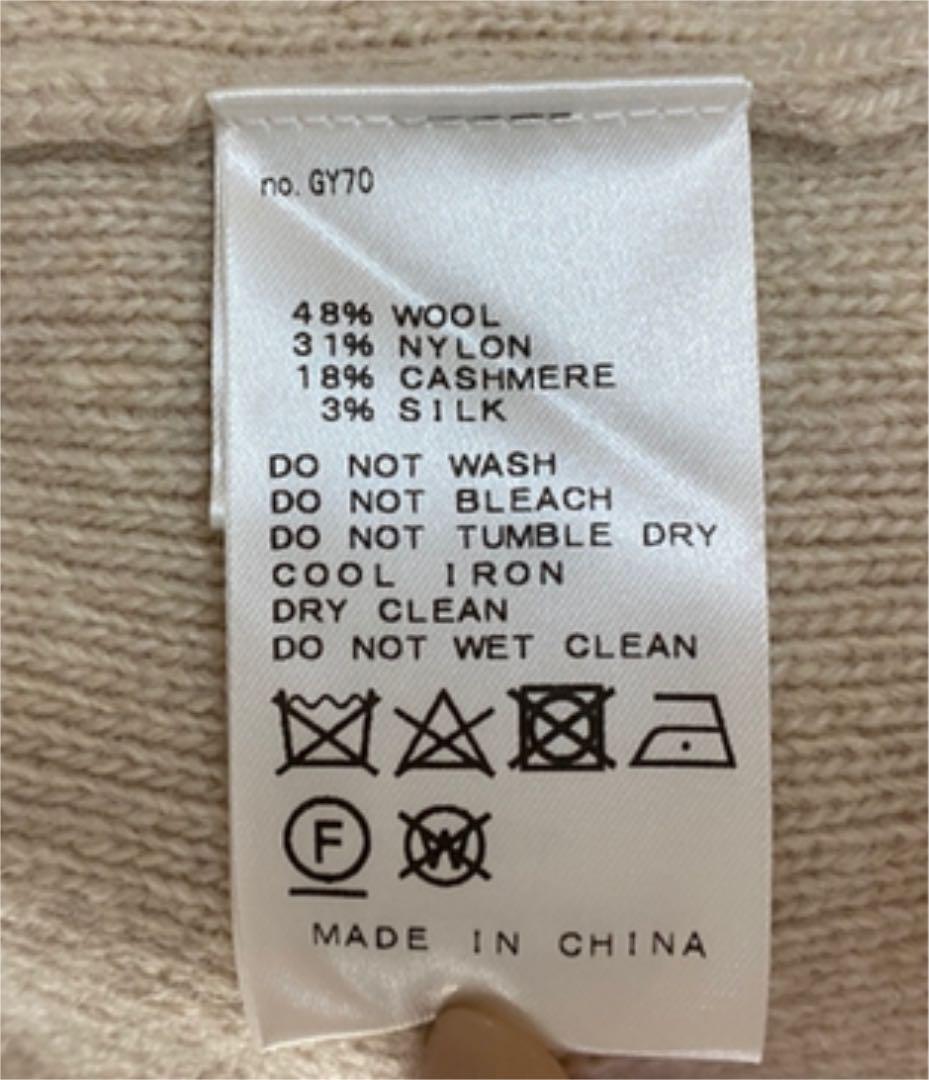 no. GY70
48% WOOL
31% NYLON
18% CASHMERE
3% SILK
DO NOT WASH
DO NOT BLEACH
DO NOT TUMBLE DRY
COOL IRON
DRY CLEAN
DO NOT WET CLEAN
F W
MADE IN CHINA